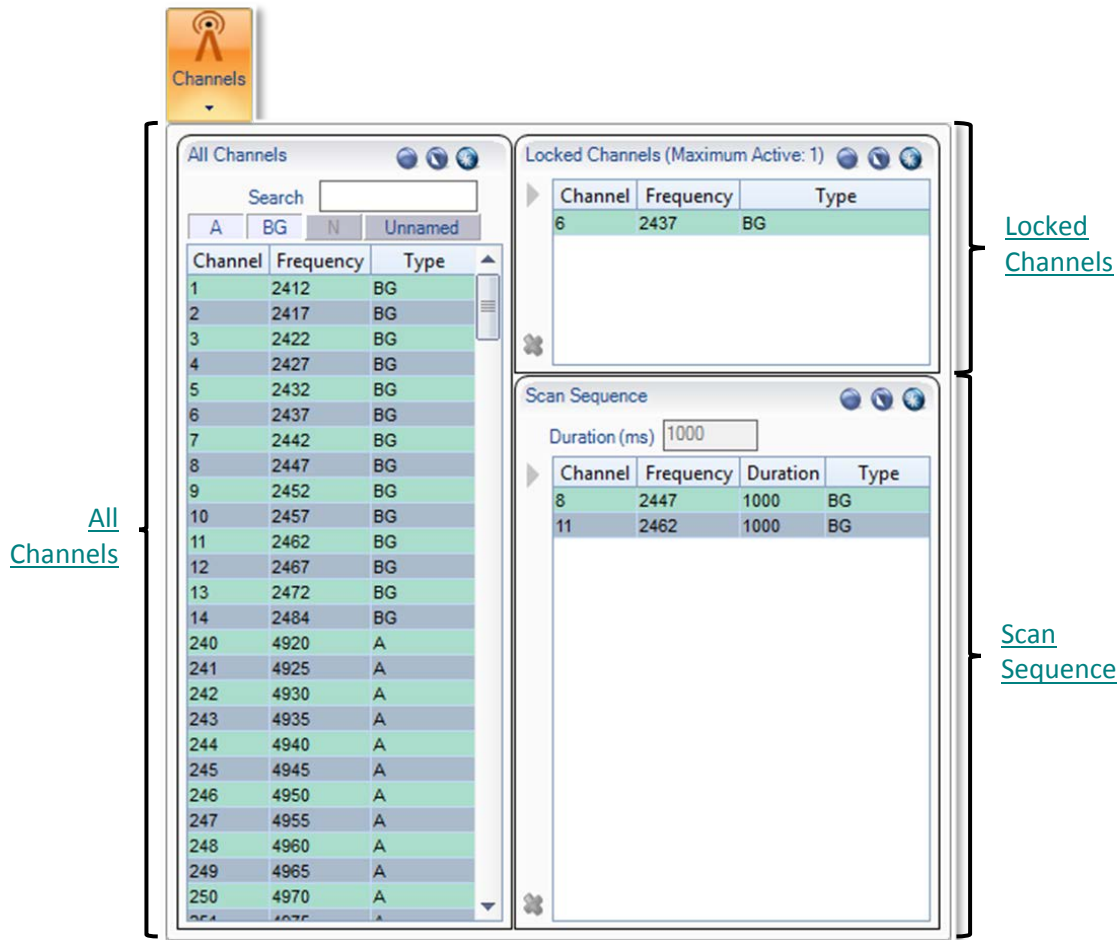 Channels
All Channels
Search
A BG N Unnamed
Channel Frequency Type
1 2412 BG
2 2417 BG
3 2422 BG
4 2427 BG
5 2432 BG
6 2437 BG
7 2442 BG
8 2447 BG
9 2452 BG
10 2457 BG
11 2462 BG
12 2467 BG
13 2472 BG
14 2484 BG
240 4920 A
241 4925 A
242 4930 A
243 4935 A
244 4940 A
245 4945 A
246 4950 A
247 4955 A
248 4960 A
249 4965 A
250 4970 A
Locked Channels (Maximum Active: 1)
Channel Frequency Type
6 2437 BG
Scan Sequence
Duration (ms) 1000
Channel Frequency Duration Type
8 2447 1000 BG
11 2462 1000 BG
All
Channels
Locked
Channels
Scan
Sequence